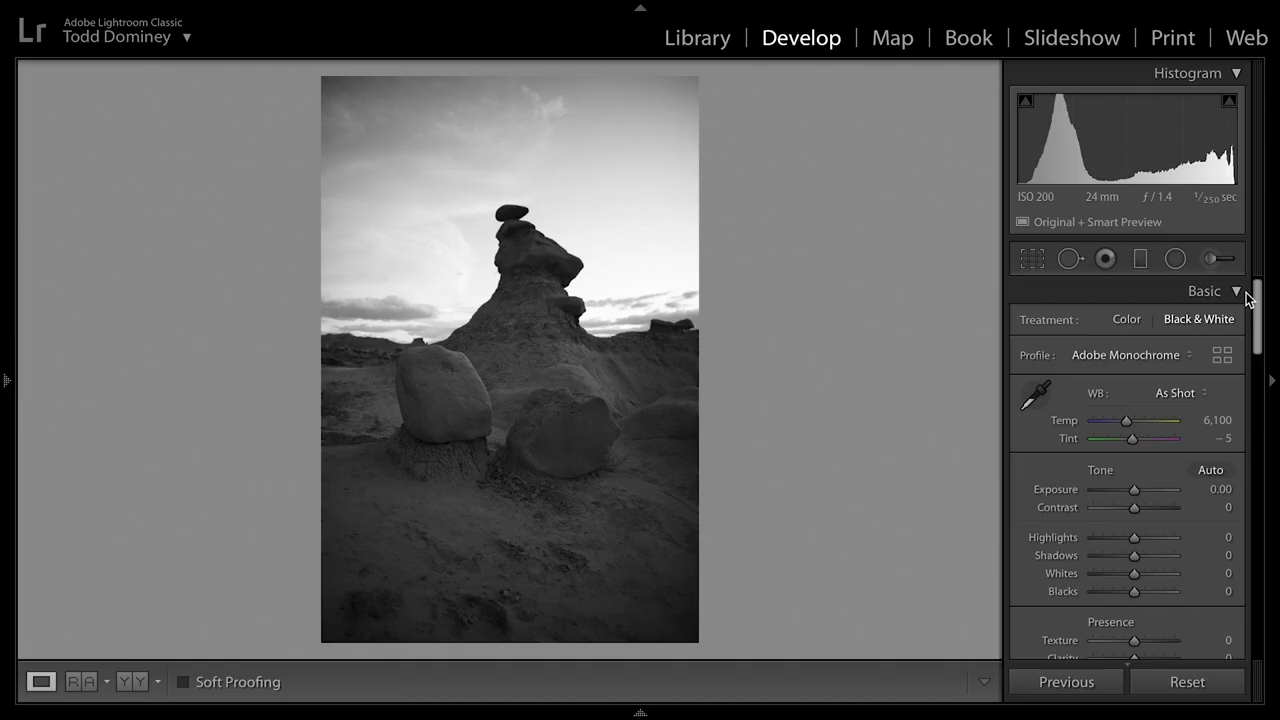 Lr
Adobe Lightroom Classic
Todd Dominey
Library | Develop | Map | Book | Slideshow | Print | Web
Histogram
ISO 200 24 mm ƒ / 1.4 1/250 sec
Original + Smart Preview
Basic
Treatment : Color Black & White
Profile : Adobe Monochrome
WB : As Shot
Temp 6,100
Tint – 5
Tone Auto
Exposure 0.00
Contrast 0
Highlights 0
Shadows 0
Whites 0
Blacks 0
Presence
Texture 0
Clarity
R A Y Y Soft Proofing
Previous Reset